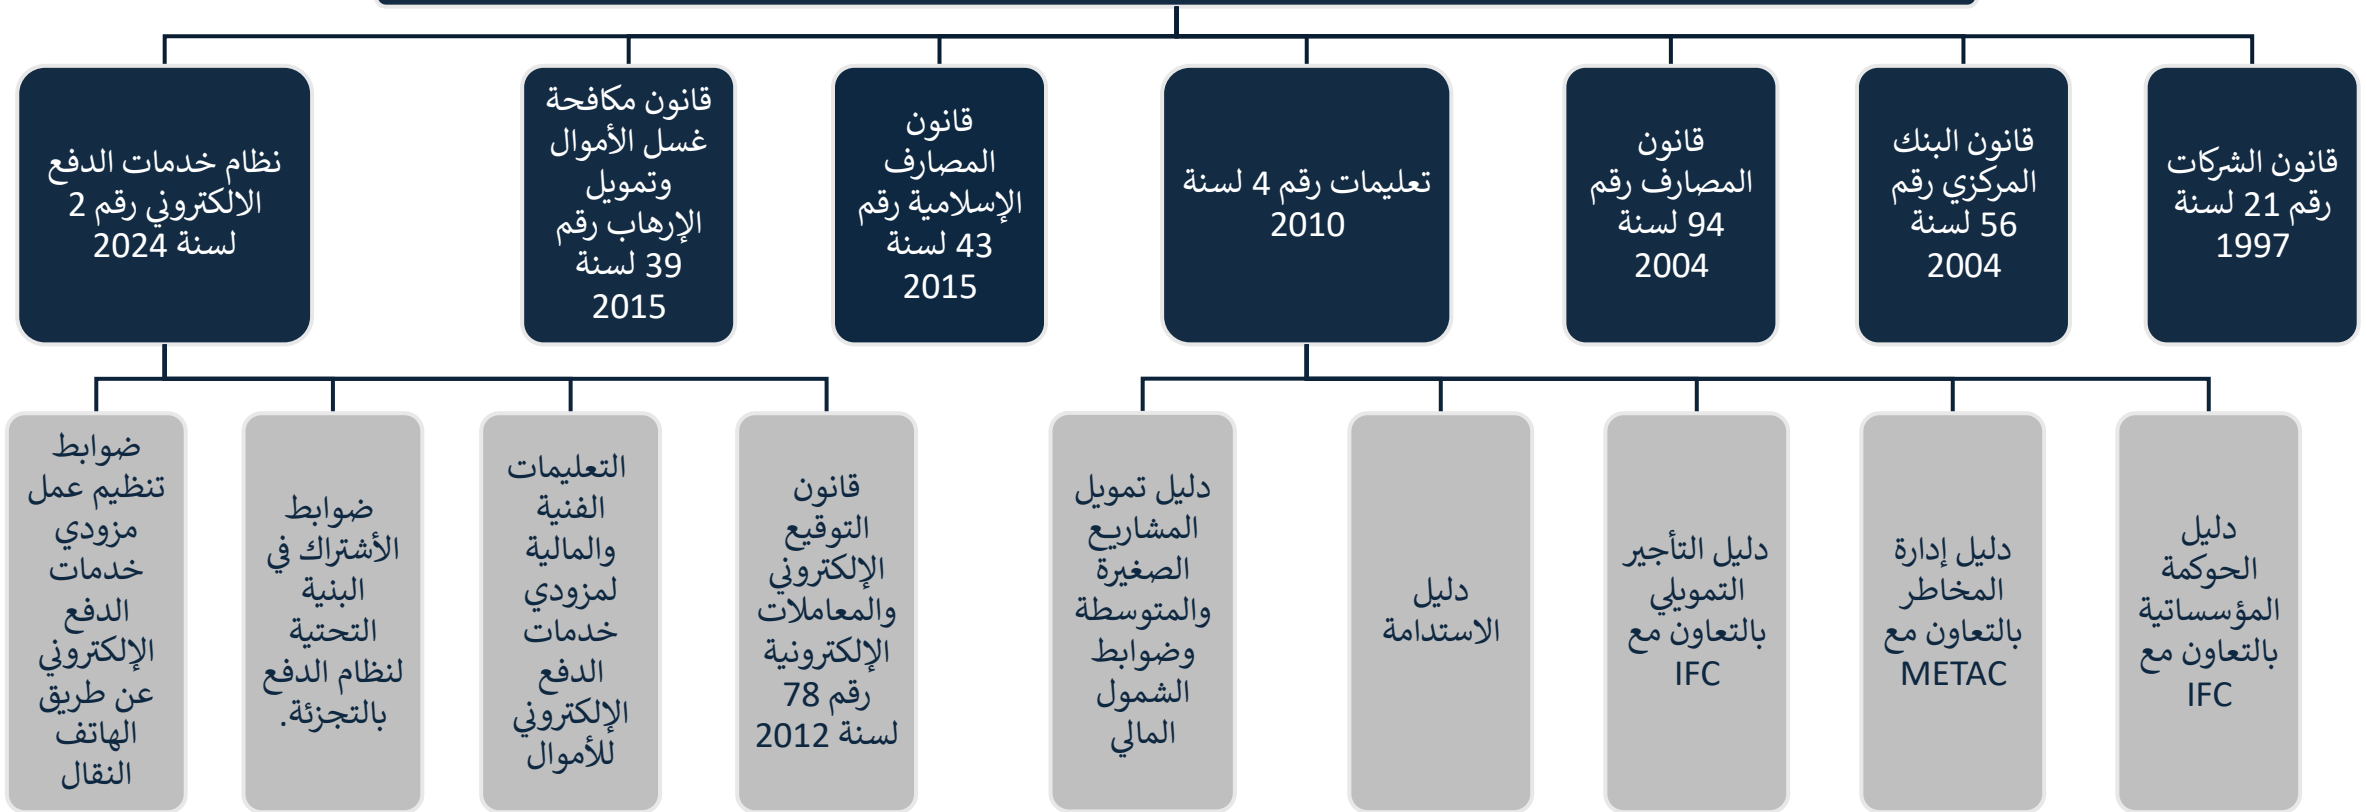 قانون الشركات
رقم 21 لسنة
1997
قانون البنك
المركزي رقم
56 لسنة
2004
قانون
المصارف رقم
94 لسنة
2004
تعليمات رقم 4 لسنة
2010
قانون
المصارف
الإسلامية رقم
43 لسنة
2015
قانون مكافحة
غسل الأموال
وتمويل
الإرهاب رقم
39 لسنة
2015
نظام خدمات الدفع
الالكتروني رقم 2
لسنة 2024
دليل
الحوكمة
المؤسساتية
بالتعاون مع
IFC
دليل إدارة
المخاطر
بالتعاون مع
METAC
دليل التأجير
التمويلي
بالتعاون مع
IFC
دليل
الاستدامة
دليل تمويل
المشاريع
الصغيرة
والمتوسطة
وضوابط
الشمول
المالي
قانون
التوقيع
الإلكتروني
والمعاملات
الإلكترونية
رقم 78
لسنة 2012
التعليمات
الفنية
والمالية
لمزودي
خدمات
الدفع
الإلكتروني
للأموال
ضوابط
الأشتراك في
البنية
التحتية
لنظام الدفع
بالتجزئة.
ضوابط
تنظيم عمل
مزودي
خدمات
الدفع
الإلكتروني
عن طريق
الهاتف
النقال